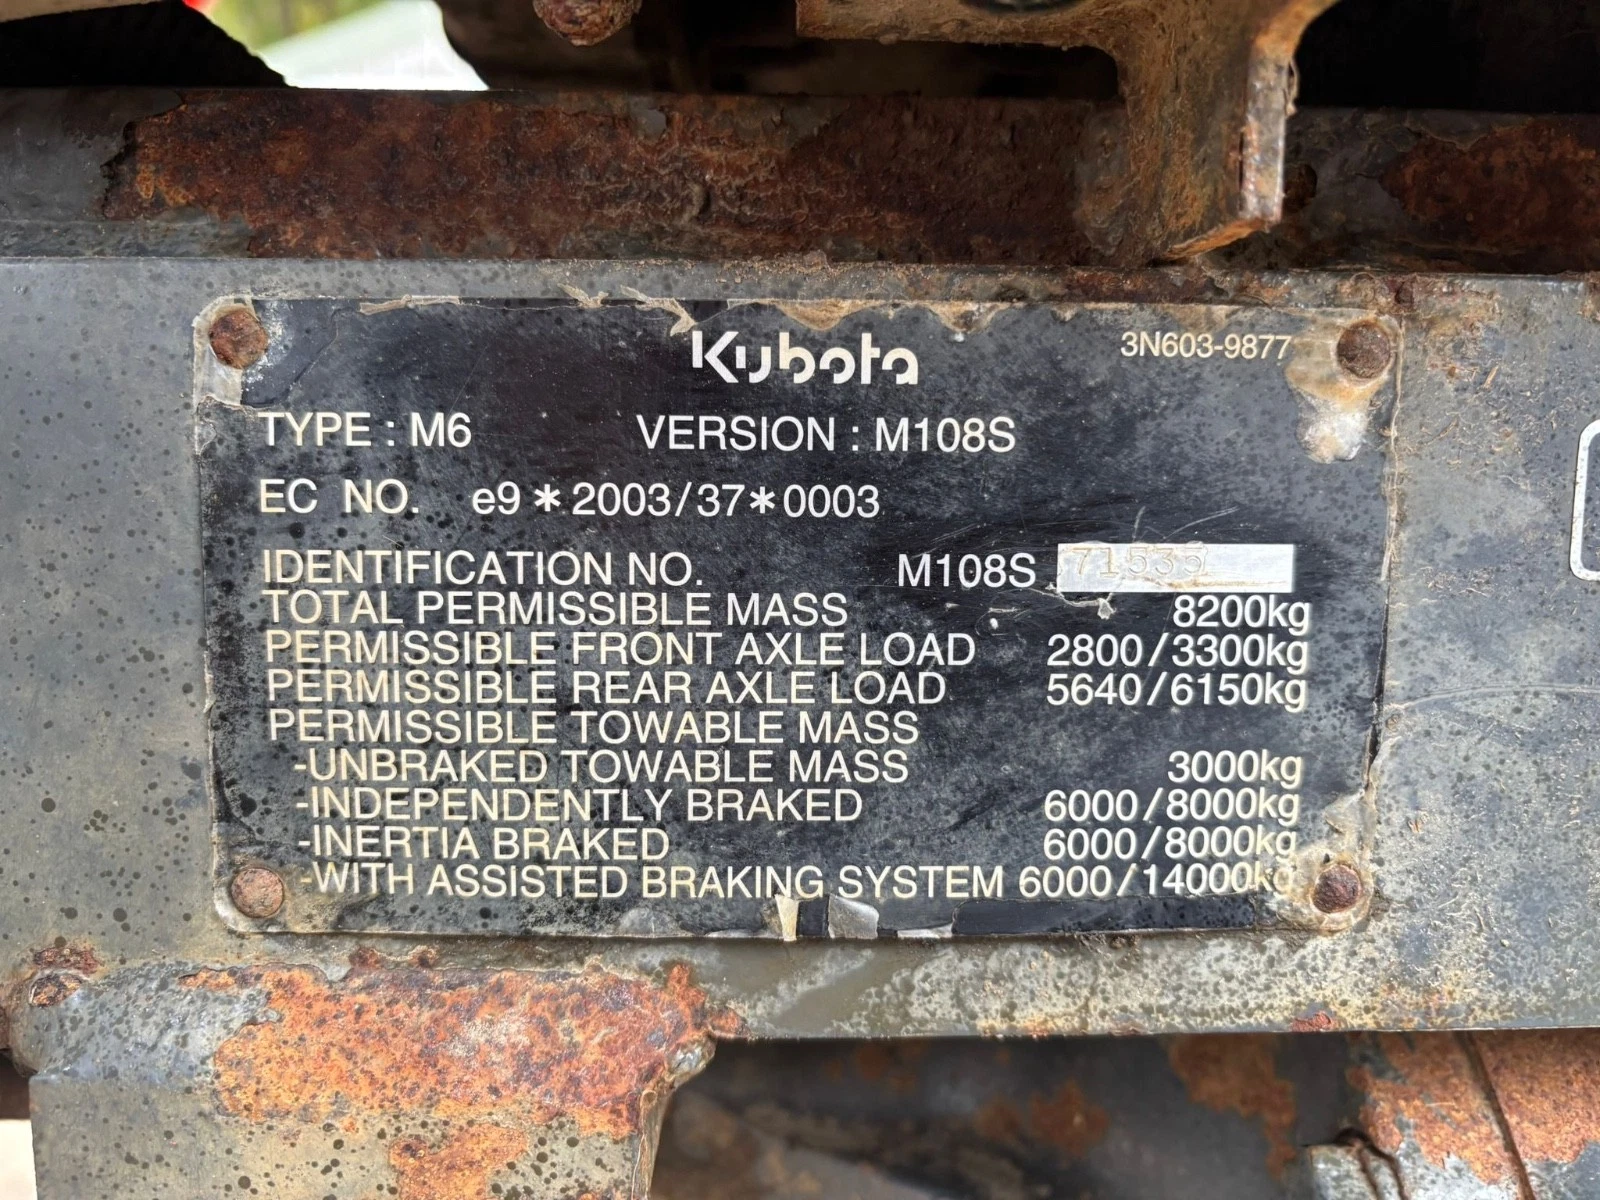 Kubota 3N603-9877
TYPE : M6 VERSION : M108S
EC NO. e9*2003/37*0003
IDENTIFICATION NO. M108S 71535
TOTAL PERMISSIBLE MASS 8200kg
PERMISSIBLE FRONT AXLE LOAD 2800/3300kg
PERMISSIBLE REAR AXLE LOAD 5640/6150kg
PERMISSIBLE TOWABLE MASS
-UNBRAKED TOWABLE MASS 3000kg
-INDEPENDENTLY BRAKED 6000/8000kg
-INERTIA BRAKED 6000/8000kg
-WITH ASSISTED BRAKING SYSTEM 6000/14000kg